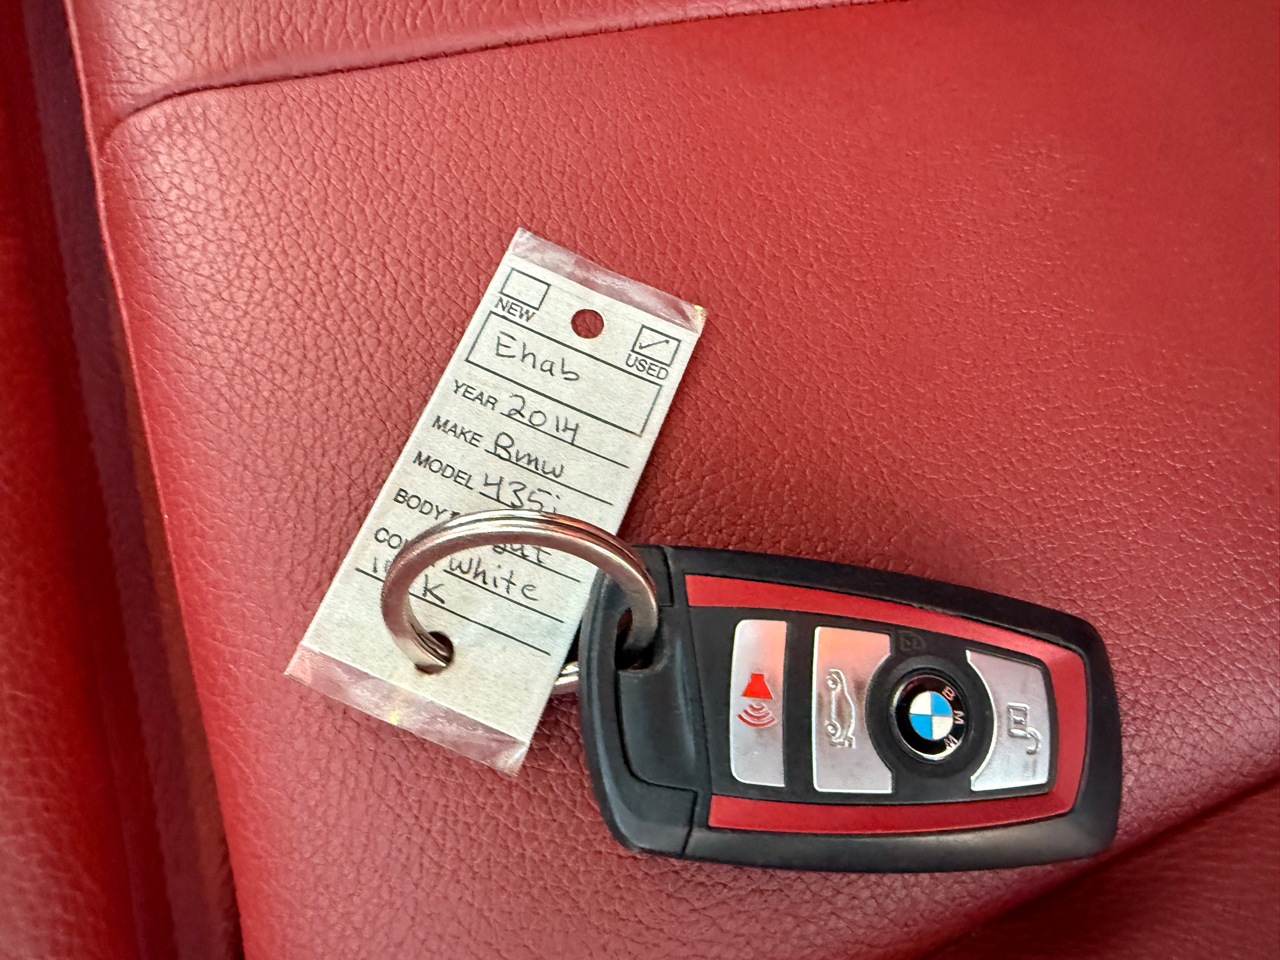 NEW
USED
Ehab
YEAR 2014
MAKE Bmw
MODEL 435i
BODY
White
K
BMW